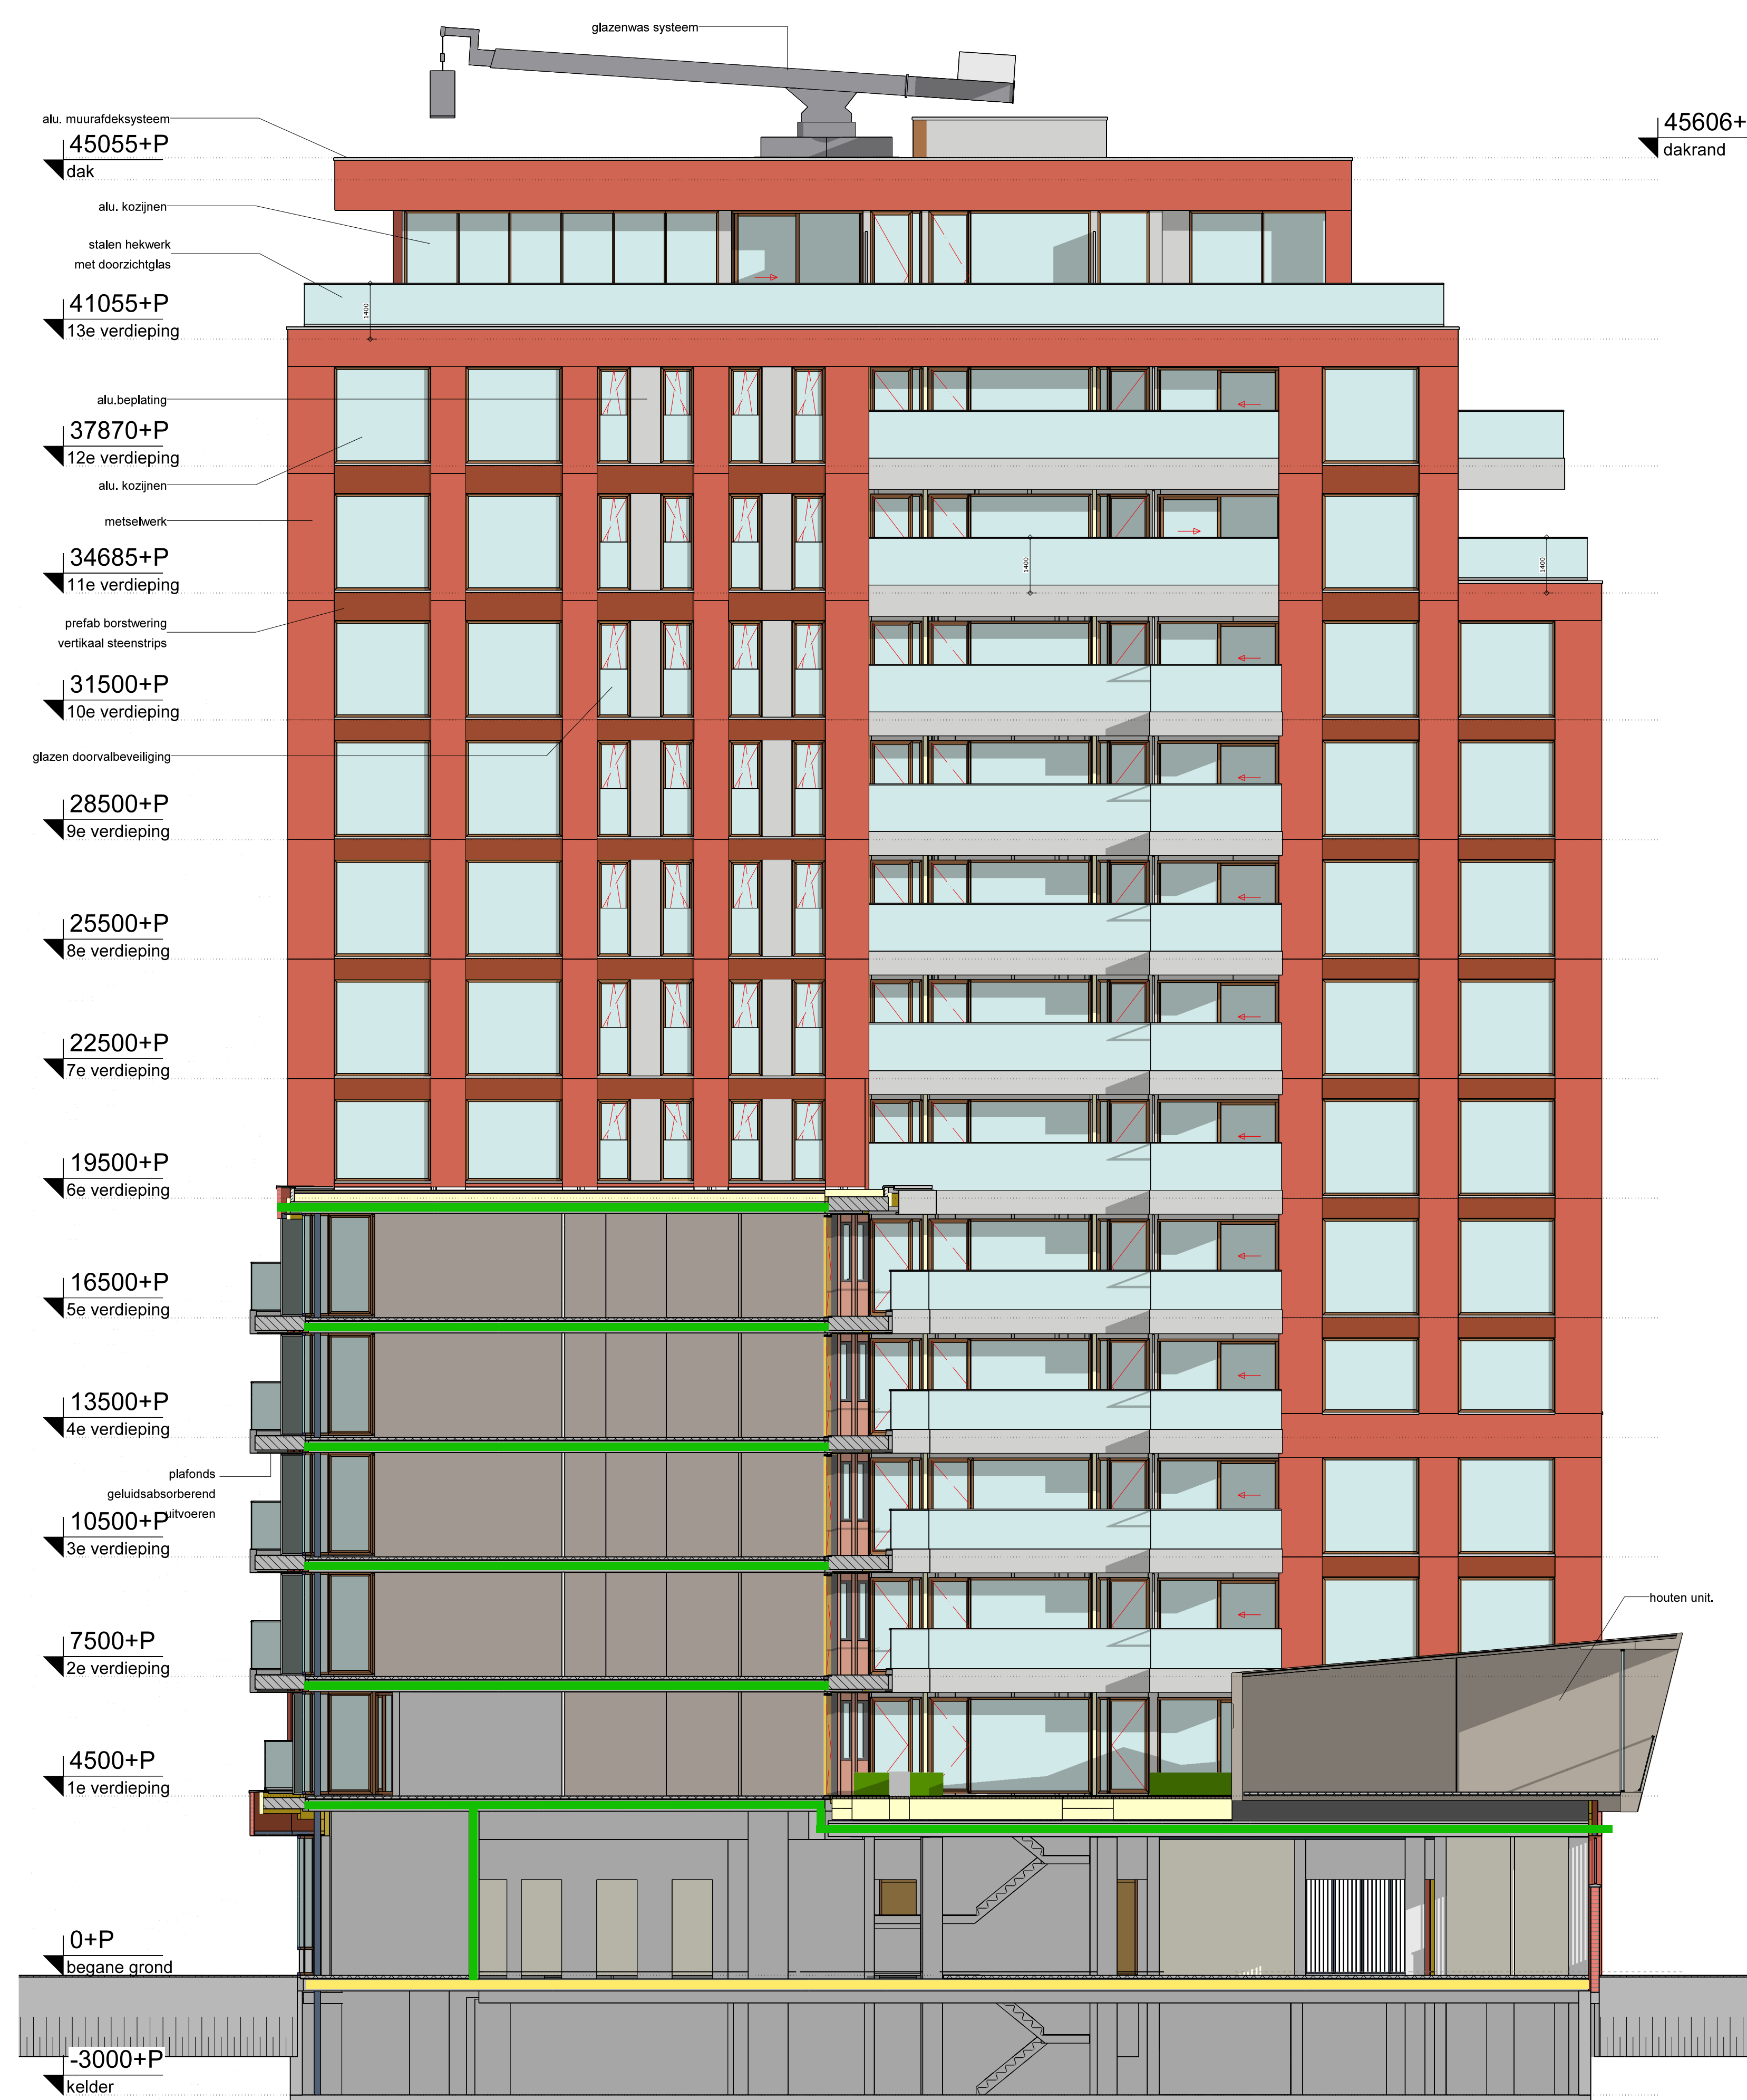 glazenwas systeem
alu. muurafdeksysteem
45055+P
dak
45606+
dakrand
alu. kozijnen
stalen hekwerk
met doorzichtglas
41055+P
13e verdieping
1400
alu.beplating
37870+P
12e verdieping
alu. kozijnen
metselwerk
34685+P
11e verdieping
1400
1400
prefab borstwering
vertikaal steenstrips
31500+P
10e verdieping
glazen doorvalbeveiliging
28500+P
9e verdieping
25500+P
8e verdieping
22500+P
7e verdieping
19500+P
6e verdieping
16500+P
5e verdieping
13500+P
4e verdieping
plafonds
geluidsabsorberend
uitvoeren
10500+P
3e verdieping
houten unit.
7500+P
2e verdieping
4500+P
1e verdieping
0+P
begane grond
-3000+P
kelder